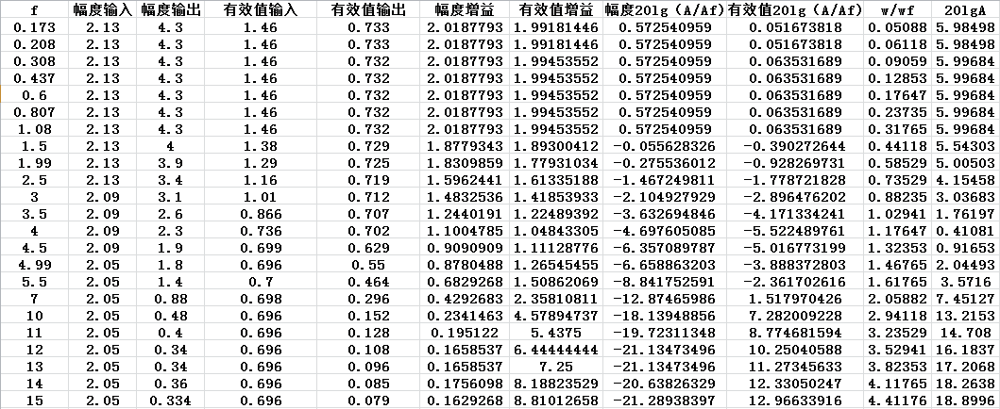 f 幅度输入 幅度输出 有效值输入 有效值输出 幅度增益 有效值增益 幅度20lg（A/Af) 有效值20lg（A/Af) w/wf 20lgA
0.173 2.13 4.3 1.46 0.733 2.0187793 1.99181446 0.572540959 0.051673818 0.05088 5.98498
0.208 2.13 4.3 1.46 0.733 2.0187793 1.99181446 0.572540959 0.051673818 0.06118 5.98498
0.308 2.13 4.3 1.46 0.732 2.0187793 1.99453552 0.572540959 0.063531689 0.09059 5.99684
0.437 2.13 4.3 1.46 0.732 2.0187793 1.99453552 0.572540959 0.063531689 0.12853 5.99684
0.6 2.13 4.3 1.46 0.732 2.0187793 1.99453552 0.572540959 0.063531689 0.17647 5.99684
0.807 2.13 4.3 1.46 0.732 2.0187793 1.99453552 0.572540959 0.063531689 0.23735 5.99684
1.08 2.13 4.3 1.46 0.732 2.0187793 1.99453552 0.572540959 0.063531689 0.31765 5.99684
1.5 2.13 4 1.38 0.729 1.8779343 1.89300412 -0.055628326 -0.390272644 0.44118 5.54303
1.99 2.13 3.9 1.29 0.725 1.8309859 1.77931034 -0.275536012 -0.928269731 0.58529 5.00503
2.5 2.13 3.4 1.16 0.719 1.5962441 1.61335188 -1.467249811 -1.778721828 0.73529 4.15458
3 2.09 3.1 1.01 0.712 1.4832536 1.41853933 -2.104927929 -2.896476202 0.88235 3.03683
3.5 2.09 2.6 0.866 0.707 1.2440191 1.22489392 -3.632694846 -4.171334241 1.02941 1.76197
4 2.09 2.3 0.736 0.702 1.1004785 1.04843305 -4.697605085 -5.522489761 1.17647 0.41081
4.5 2.09 1.9 0.699 0.629 0.9090909 1.11128776 -6.357089787 -5.016773199 1.32353 0.91653
4.99 2.05 1.8 0.696 0.55 0.8780488 1.26545455 -6.658863203 -3.888372803 1.46765 2.04493
5.5 2.05 1.4 0.7 0.464 0.6829268 1.50862069 -8.841752591 -2.361702616 1.61765 3.5716
7 2.05 0.88 0.698 0.296 0.4292683 2.35810811 -12.87465986 1.517970426 2.05882 7.45127
10 2.05 0.48 0.696 0.152 0.2341463 4.57894737 -18.13948856 7.282009228 2.94118 13.2153
11 2.05 0.4 0.696 0.128 0.195122 5.4375 -19.72311348 8.774681594 3.23529 14.708
12 2.05 0.34 0.696 0.108 0.1658537 6.44444444 -21.13473496 10.25040588 3.52941 16.1837
13 2.05 0.34 0.696 0.096 0.1658537 7.25 -21.13473496 11.27345633 3.82353 17.2068
14 2.05 0.36 0.696 0.085 0.1756098 8.18823529 -20.63826329 12.33050247 4.11765 18.2638
15 2.05 0.334 0.696 0.079 0.1629268 8.81012658 -21.28938397 12.96633916 4.41176 18.8996